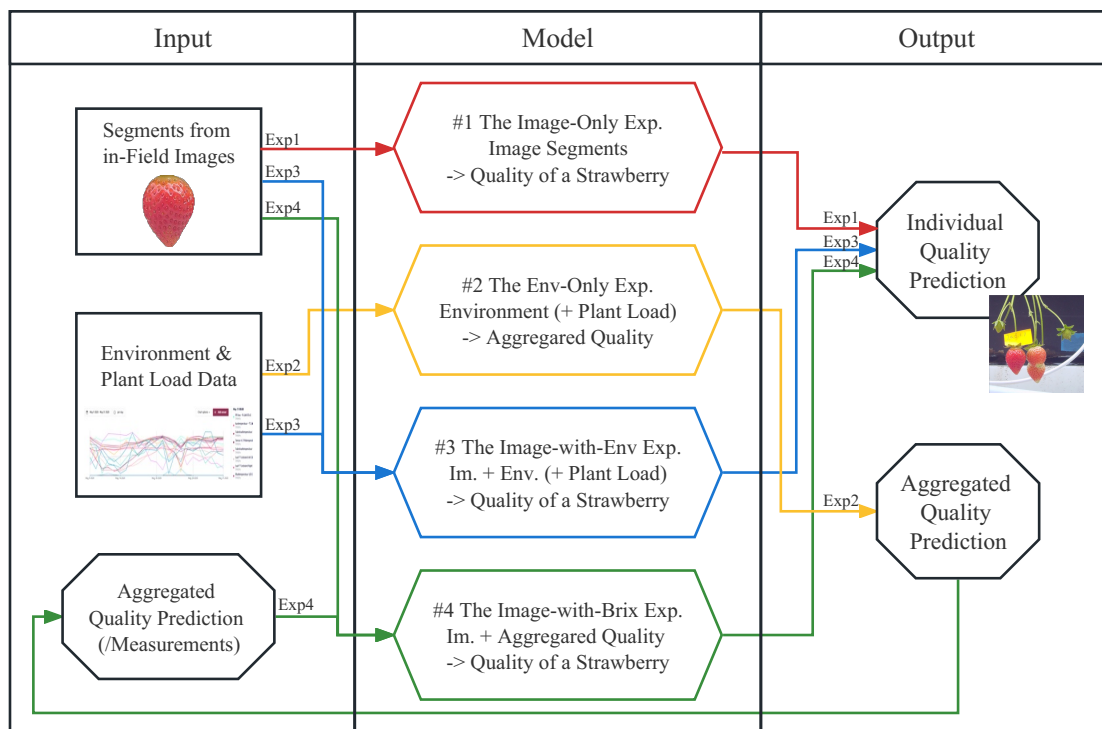 Input
Model
Output
Segments from
in-Field Images
Exp1
Exp3
Exp4
#1 The Image-Only Exp.
Image Segments
-> Quality of a Strawberry
Exp1
Exp3
Exp4
Individual
Quality
Prediction
#2 The Env-Only Exp.
Environment (+ Plant Load)
-> Aggregared Quality
Environment &
Plant Load Data
Exp2
Exp3
#3 The Image-with-Env Exp.
Im. + Env. (+ Plant Load)
-> Quality of a Strawberry
Exp2
Aggregated
Quality
Prediction
Aggregated
Quality Prediction
(/Measurements)
Exp4
#4 The Image-with-Brix Exp.
Im. + Aggregared Quality
-> Quality of a Strawberry